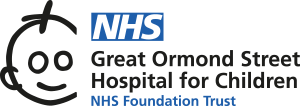 NHS
Great Ormond Street
Hospital for Children
NHS Foundation Trust